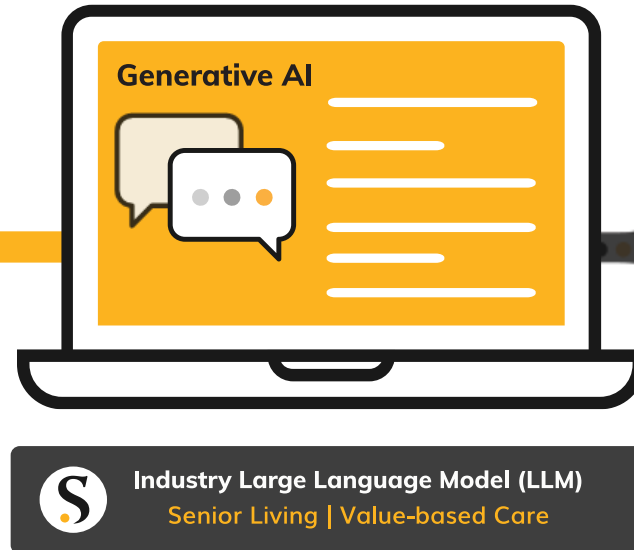 Generative AI
S
Industry Large Language Model (LLM)
Senior Living | Value-based Care